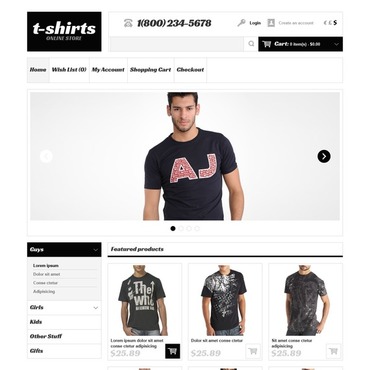 t-shirts
ONLINE STORE
1(800) 234-5678
Login
Create an account
€ £ $
Cart: 0 item(s) - $0.00
Home
Wish List (0)
My Account
Shopping Cart
Checkout
AJ
Guys
Lorem ipsum
Dolor sit amet
Conse ctetur
Adipisicing
Girls
Kids
Other Stuff
Gifts
Featured products
The Who
Lorem ipsum dolor sit amet conse ctetur
$25.89
Dolor sit amet conse ctetur
$25.89
Sit amet conse ctetur adipisicing
$25.89